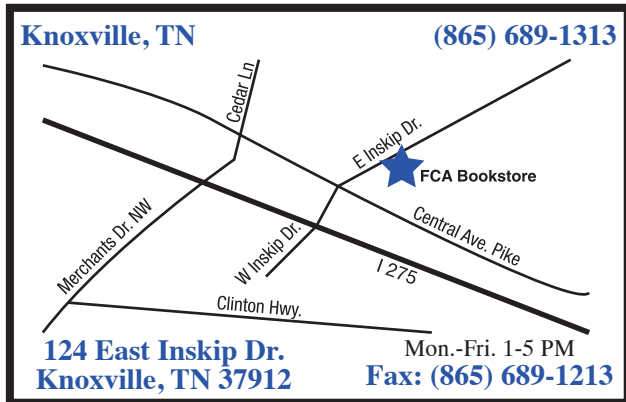 Knoxville, TN
(865) 689-1313
Cedar Ln
E Inskip Dr.
FCA Bookstore
Merchants Dr. NW
W Inskip Dr.
Central Ave. Pike
I 275
Clinton Hwy.
124 East Inskip Dr.
Knoxville, TN 37912
Mon.-Fri. 1-5 PM
Fax: (865) 689-1213